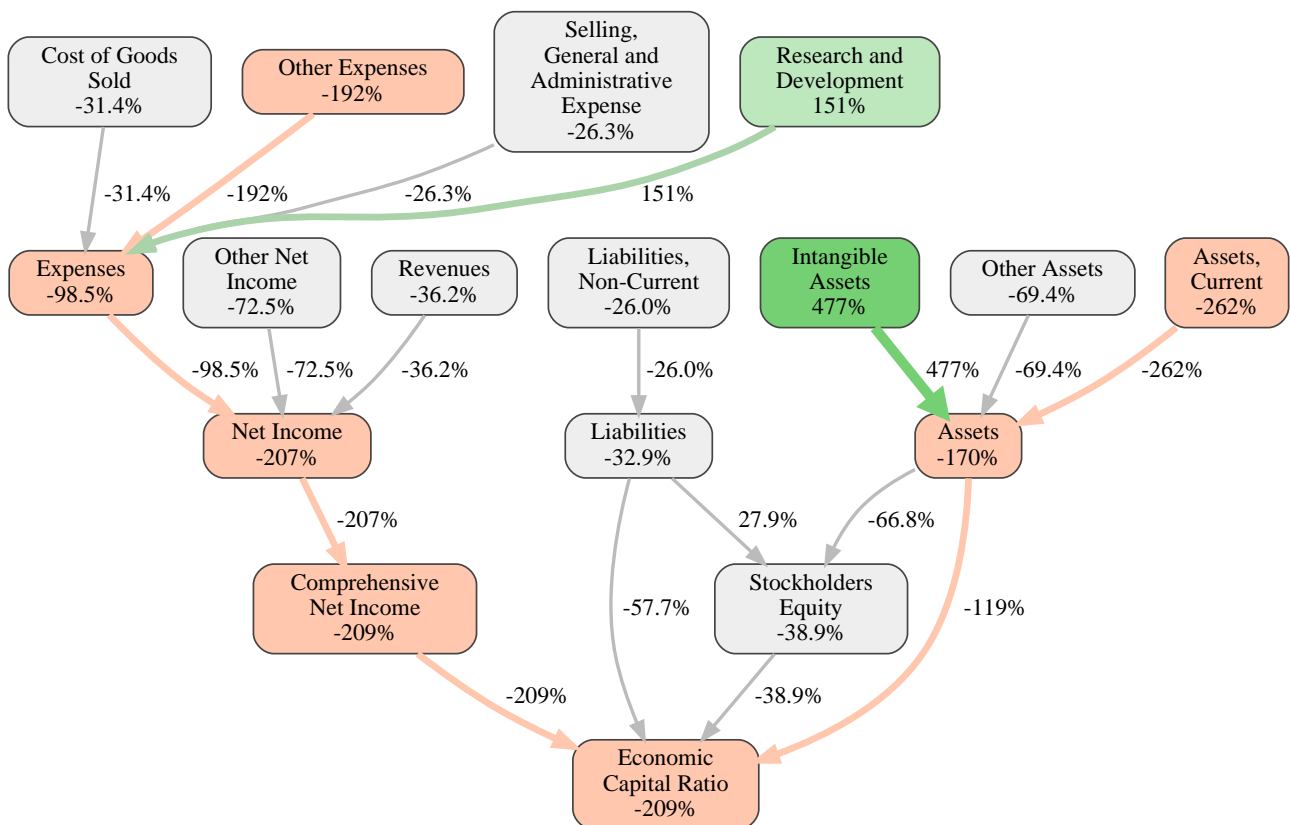 Cost of Goods
Sold
-31.4%
Other Expenses
-192%
Selling,
General and
Administrative
Expense
-26.3%
Research and
Development
151%
-31.4%
-192%
-26.3%
151%
Expenses
-98.5%
Other Net
Income
-72.5%
Revenues
-36.2%
Liabilities,
Non-Current
-26.0%
Intangible
Assets
477%
Other Assets
-69.4%
Assets,
Current
-262%
-98.5%
-72.5%
-36.2%
-26.0%
477%
-69.4%
-262%
Net Income
-207%
Liabilities
-32.9%
Assets
-170%
-207%
27.9%
-66.8%
Comprehensive
Net Income
-209%
-57.7%
Stockholders
Equity
-38.9%
-119%
-209%
-38.9%
Economic
Capital Ratio
-209%